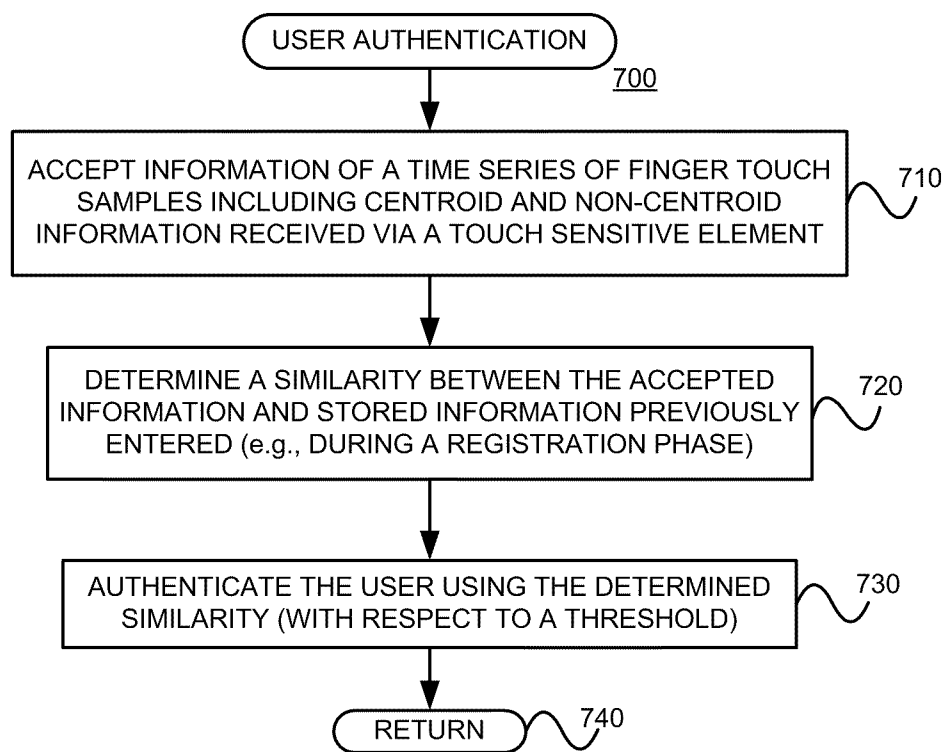 USER AUTHENTICATION
700
ACCEPT INFORMATION OF A TIME SERIES OF FINGER TOUCH
SAMPLES INCLUDING CENTROID AND NON-CENTROID
INFORMATION RECEIVED VIA A TOUCH SENSITIVE ELEMENT
710
DETERMINE A SIMILARITY BETWEEN THE ACCEPTED
INFORMATION AND STORED INFORMATION PREVIOUSLY
ENTERED (e.g., DURING A REGISTRATION PHASE)
720
AUTHENTICATE THE USER USING THE DETERMINED
SIMILARITY (WITH RESPECT TO A THRESHOLD)
730
RETURN
740